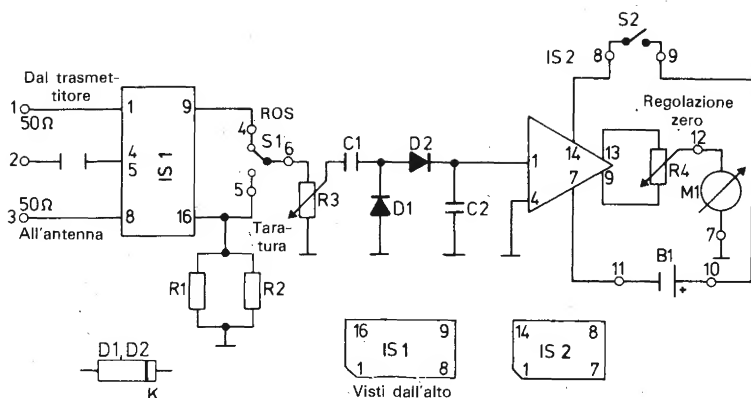 S2
IS 2
8
9
Dal trasmet-
titore
1
50Ω
1
9
ROS
4
S1
6
C1
D2
Regolazione
zero
12
2
4
5
IS 1
5
R3
D1
C2
1
4
14
7
13
9
R4
M1
7
3
50Ω
8
16
All'antenna
Tara-
tura
R1
R2
11
B1
+
10
D1, D2
K
16
9
IS 1
1
8
Visti dall'alto
14
8
IS 2
1
7